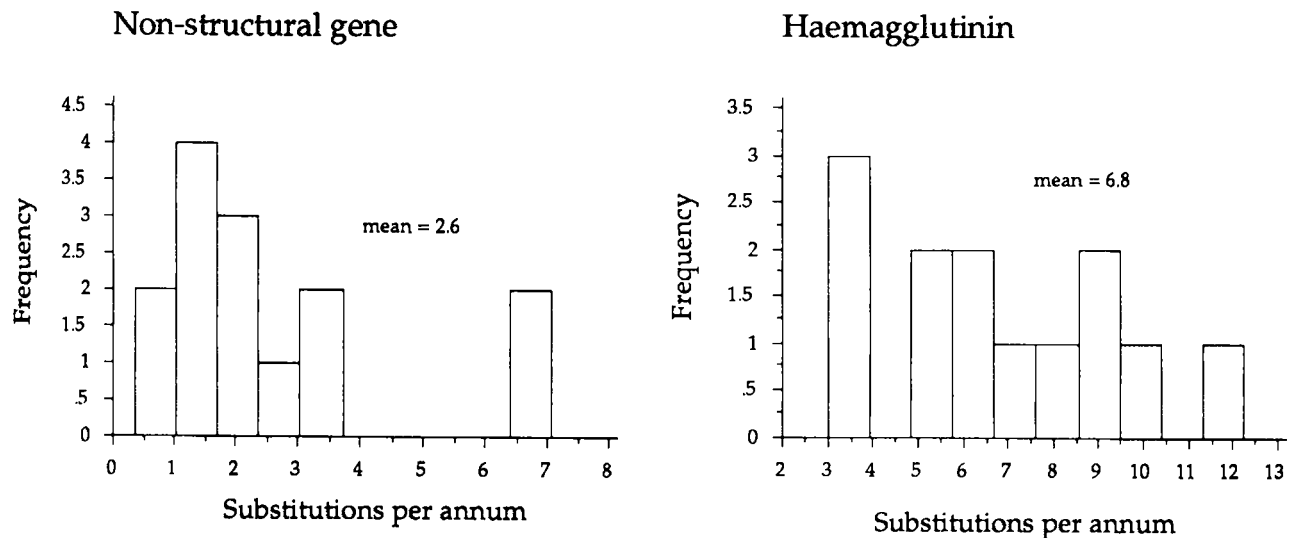 Non-structural gene
4.5
4
3.5
3
2.5
2
1.5
1
.5
0
Frequency
mean = 2.6
0 1 2 3 4 5 6 7 8
Substitutions per annum
Haemagglutinin
3.5
3
2.5
2
1.5
1
.5
0
Frequency
mean = 6.8
2 3 4 5 6 7 8 9 10 11 12 13
Substitutions per annum